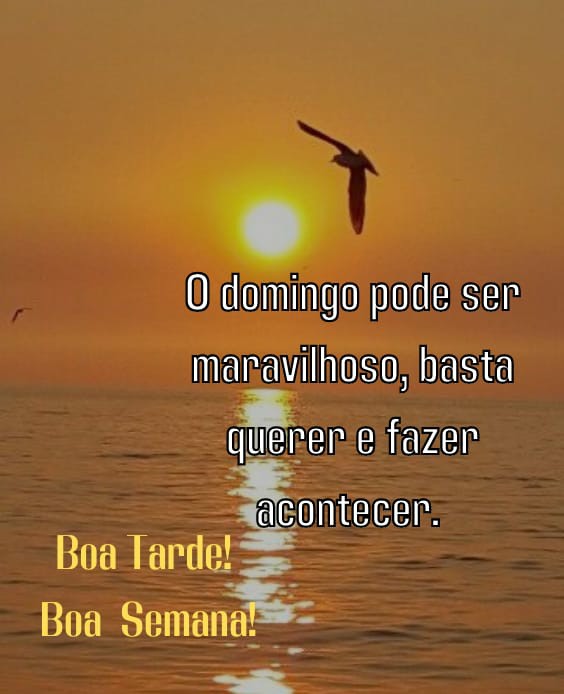 O domingo pode ser
maravilhoso, basta
querer e fazer
acontecer.
Boa Tarde!
Boa Semana!